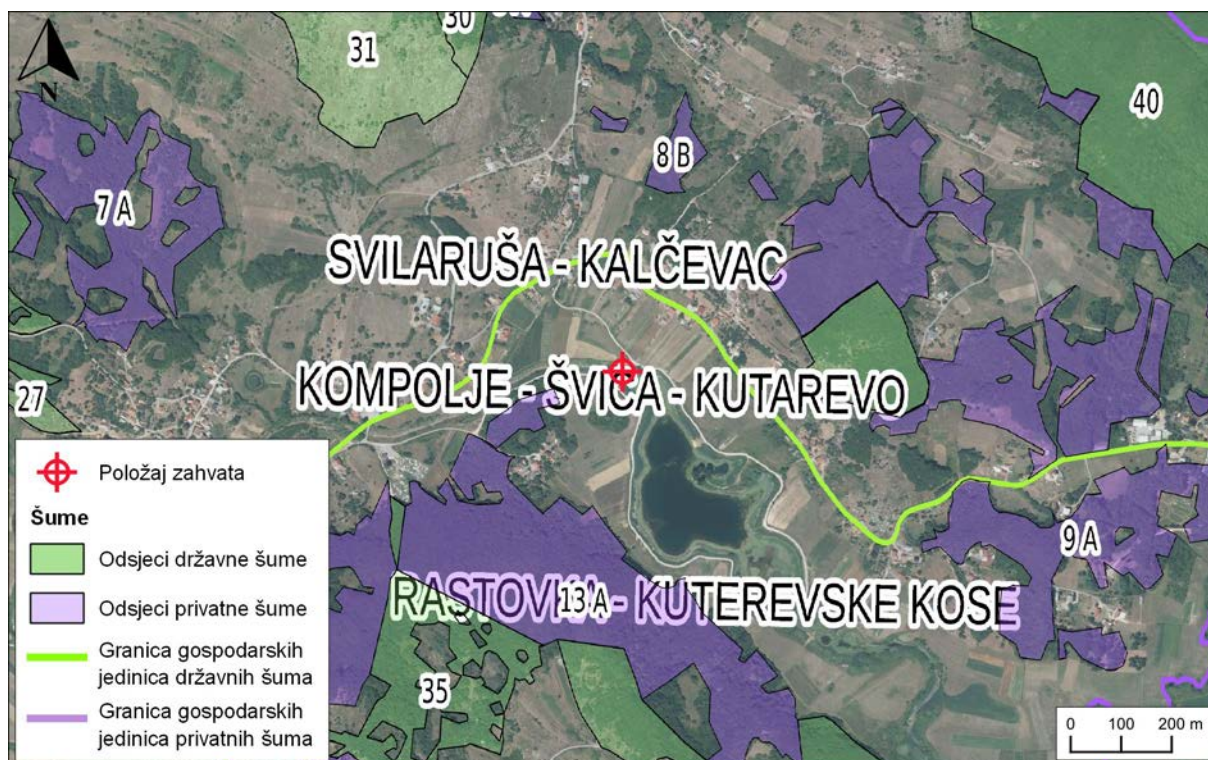 30
31
40
8 B
7 A
SVILARUŠA - KALČEVAC
KOMPOLJE - ŠVICA - KUTAREVO
27
N
9 A
RASTOVKA - KUTEREVSKE KOSE
13 A
35
Položaj zahvata
Šume
Odsjeci državne šume
Odsjeci privatne šume
Granica gospodarskih
jedinica državnih šuma
Granica gospodarskih
jedinica privatnih šuma
0 100 200 m